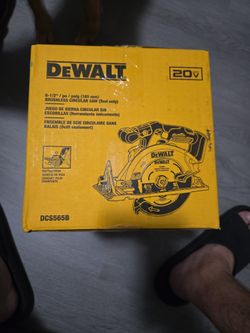 DEWALT
20V
6-1/2" / po / pulg (165 mm)
BRUSHLESS CIRCULAR SAW (Tool only)
JUEGO DE SIERRA CIRCULAR SIN
ESCOBILLAS (Herramienta únicamente)
ENSEMBLE DE SCIE CIRCULAIRE SANS
BALAIS (Outil seulement)
DEWALT
DCS565B